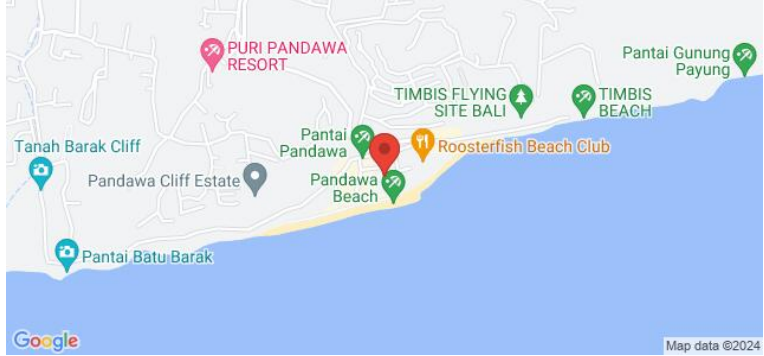 PURI PANDAWA
RESORT
Pantai Gunung
Payung
TIMBIS FLYING
SITE BALI
TIMBIS
BEACH
Pantai
Pandawa
Roosterfish Beach Club
Tanah Barak Cliff
Pandawa Cliff Estate
Pandawa
Beach
Pantai Batu Barak
Google
Map data ©2024